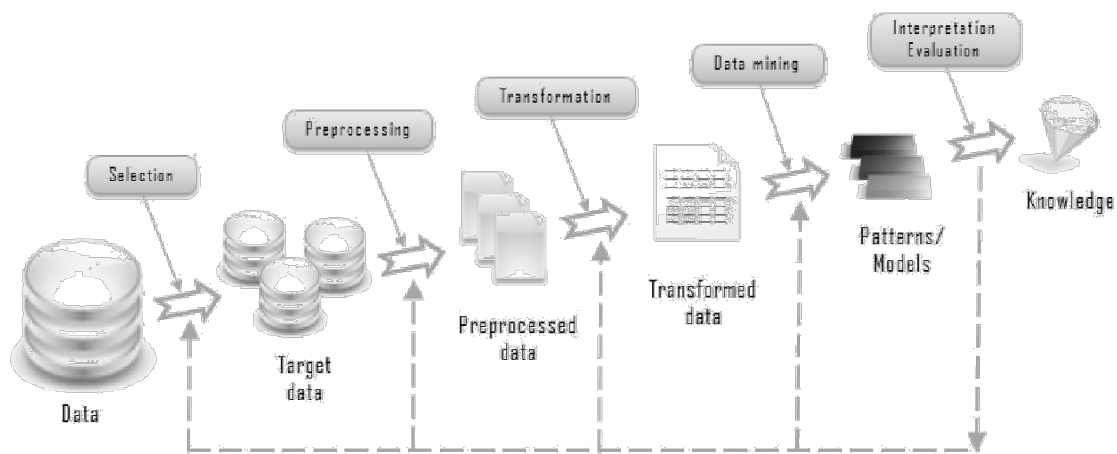 Interpretation
Evaluation
Data mining
Transformation
Preprocessing
Selection
Knowledge
Patterns/
Models
Transformed
data
Preprocessed
data
Target
data
Data